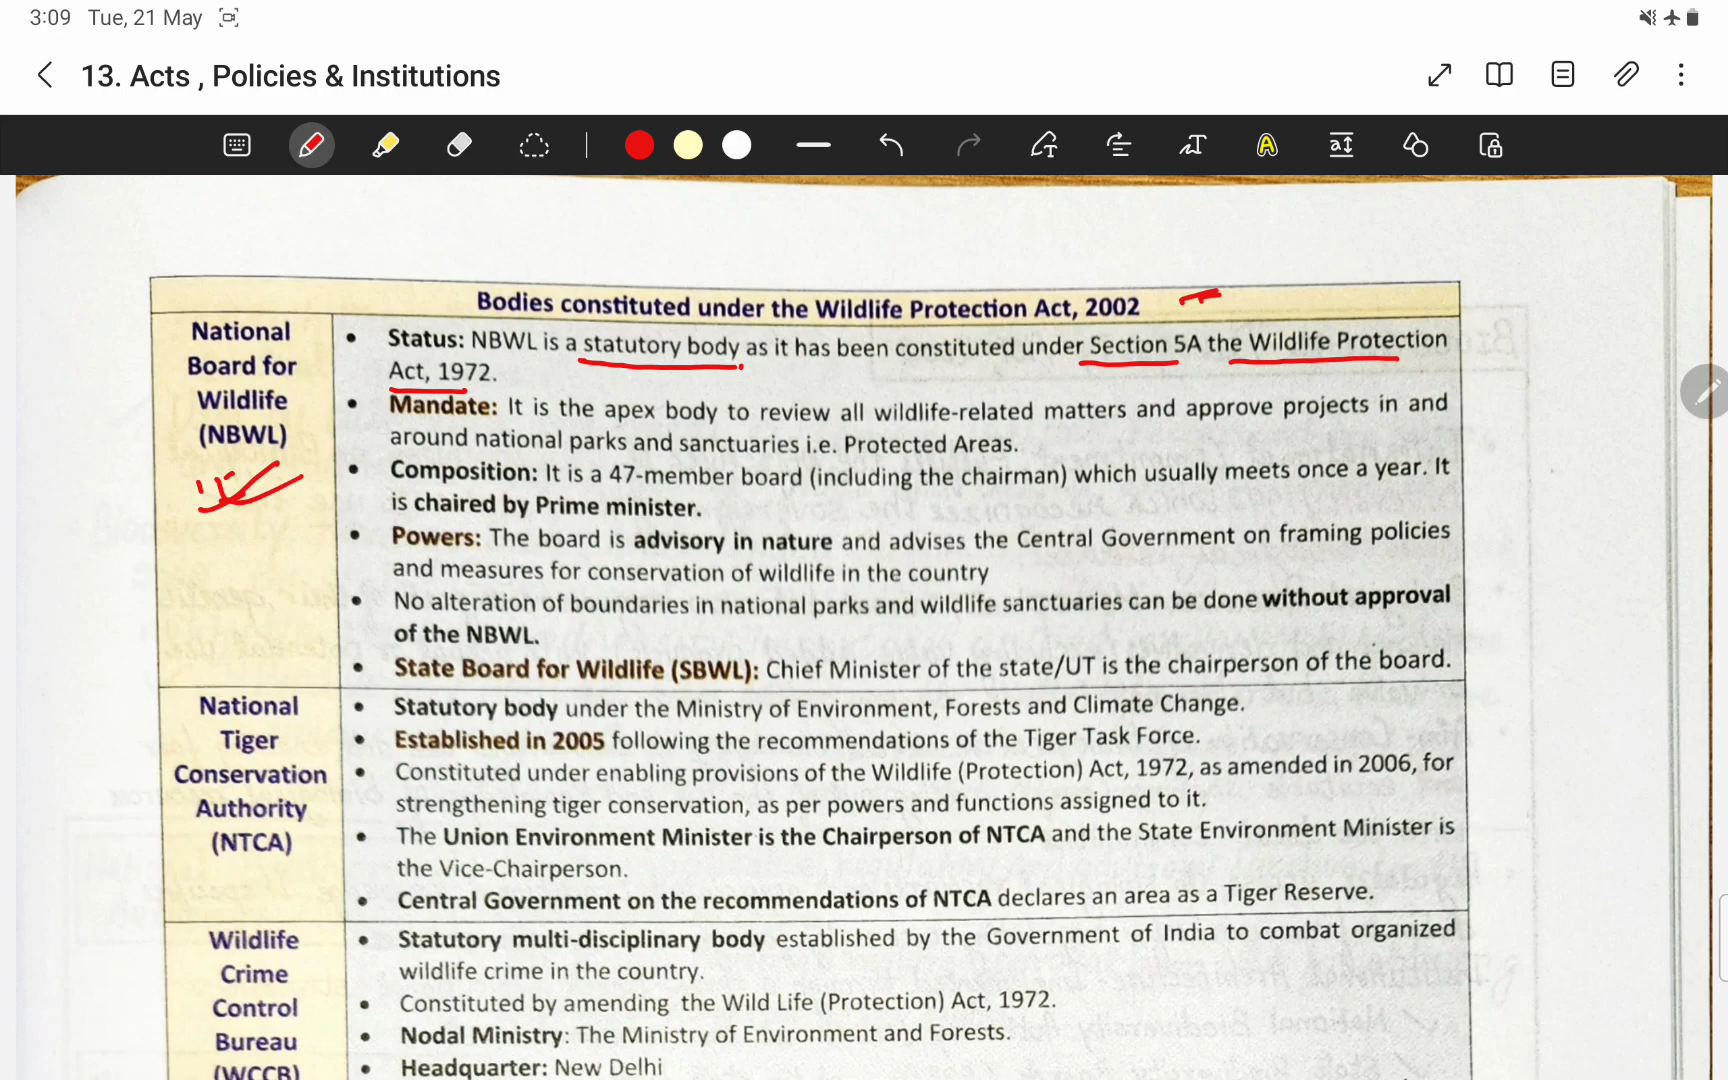 3:09 Tue, 21 May
13. Acts , Policies & Institutions
Bodies constituted under the Wildlife Protection Act, 2002
National
Board for
Wildlife
(NBWL)
• Status: NBWL is a statutory body as it has been constituted under Section 5A the Wildlife Protection
Act, 1972.
• Mandate: It is the apex body to review all wildlife-related matters and approve projects in and
around national parks and sanctuaries i.e. Protected Areas.
• Composition: It is a 47-member board (including the chairman) which usually meets once a year. It
is chaired by Prime minister.
• Powers: The board is advisory in nature and advises the Central Government on framing policies
and measures for conservation of wildlife in the country
• No alteration of boundaries in national parks and wildlife sanctuaries can be done without approval
of the NBWL.
• State Board for Wildlife (SBWL): Chief Minister of the state/UT is the chairperson of the board.
National
Tiger
Conservation
Authority
(NTCA)
• Statutory body under the Ministry of Environment, Forests and Climate Change.
• Established in 2005 following the recommendations of the Tiger Task Force.
• Constituted under enabling provisions of the Wildlife (Protection) Act, 1972, as amended in 2006, for
strengthening tiger conservation, as per powers and functions assigned to it.
• The Union Environment Minister is the Chairperson of NTCA and the State Environment Minister is
the Vice-Chairperson.
• Central Government on the recommendations of NTCA declares an area as a Tiger Reserve.
Wildlife
Crime
Control
Bureau
(WCCB)
• Statutory multi-disciplinary body established by the Government of India to combat organized
wildlife crime in the country.
• Constituted by amending the Wild Life (Protection) Act, 1972.
• Nodal Ministry: The Ministry of Environment and Forests.
• Headquarter: New Delhi